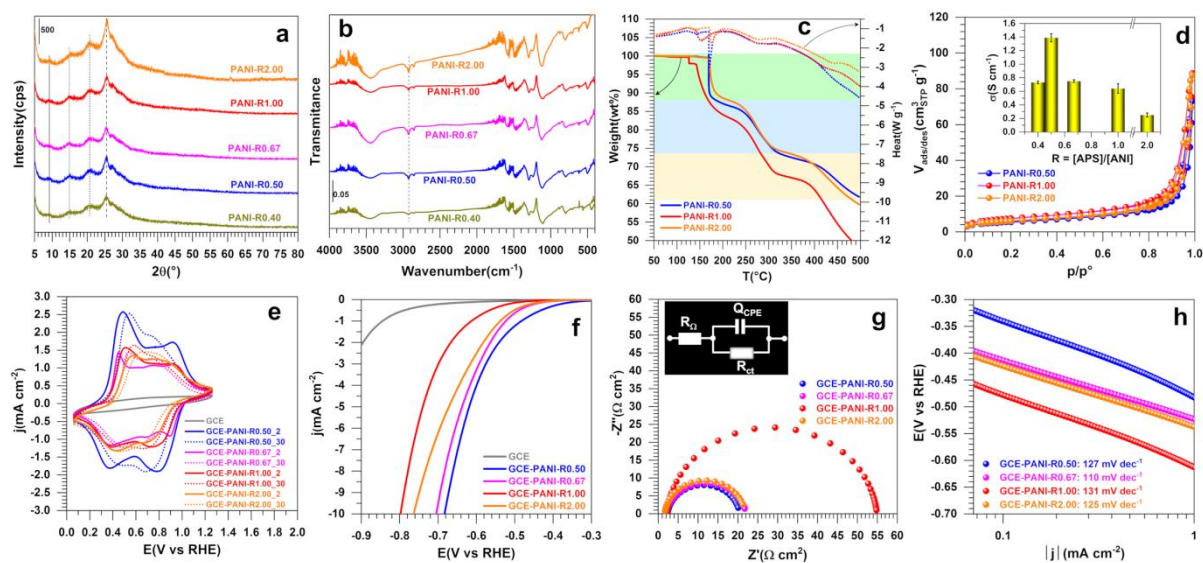 500
a
PANI-R2.00
PANI-R1.00
PANI-R0.67
PANI-R0.50
PANI-R0.40
Intensity(cps)
5 10 15 20 25 30 35 40 45 50 55 60 65 70 75 80
2θ(°)
b
PANI-R2.00
PANI-R1.00
PANI-R0.67
PANI-R0.50
PANI-R0.40
0.05
Transmitance
4000 3500 3000 2500 2000 1500 1000 500
Wavenumber(cm-1)
c
100
95
90
85
80
75
70
65
60
55
50
Weight(wt%)
-1
-2
-3
-4
-5
-6
-7
-8
-9
-10
-11
-12
Heat(W g-1)
PANI-R0.50
PANI-R1.00
PANI-R2.00
50 100 150 200 250 300 350 400 450 500
T(°C)
d
120
100
80
60
40
20
0
Vads/des(cm3STP g-1)
1.6
1.4
1.2
1.0
0.8
0.6
0.4
0.2
0.0
σ(S cm-1)
0.4 0.6 0.8 1.0 2.0
R = [APS]/[ANI]
PANI-R0.50
PANI-R1.00
PANI-R2.00
0.0 0.2 0.4 0.6 0.8 0.9 1.0
p/p°
e
3.0
2.5
2.0
1.5
1.0
0.5
0.0
-0.5
-1.0
-1.5
-2.0
-2.5
-3.0
j(mA cm-2)
GCE
GCE-PANI-R0.50_2
GCE-PANI-R0.50_30
GCE-PANI-R0.67_2
GCE-PANI-R0.67_30
GCE-PANI-R1.00_2
GCE-PANI-R1.00_30
GCE-PANI-R2.00_2
GCE-PANI-R2.00_30
0.0 0.2 0.4 0.6 0.8 1.0 1.2 1.4 1.6 1.8 2.0
E(V vs RHE)
f
0
-1
-2
-3
-4
-5
-6
-7
-8
-9
-10
j(mA cm-2)
GCE
GCE-PANI-R0.50
GCE-PANI-R0.67
GCE-PANI-R1.00
GCE-PANI-R2.00
-0.9 -0.8 -0.7 -0.6 -0.5 -0.4 -0.3
E(V vs RHE)
g
60
55
50
45
40
35
30
25
20
15
10
5
0
-Z''(Ω cm2)
QCPE
RΩ
Rct
GCE-PANI-R0.50
GCE-PANI-R0.67
GCE-PANI-R1.00
GCE-PANI-R2.00
0 5 10 15 20 25 30 35 40 45 50 55 60
Z'(Ω cm2)
h
-0.30
-0.35
-0.40
-0.45
-0.50
-0.55
-0.60
-0.65
-0.70
E(V vs RHE)
GCE-PANI-R0.50: 127 mV dec-1
GCE-PANI-R0.67: 110 mV dec-1
GCE-PANI-R1.00: 131 mV dec-1
GCE-PANI-R2.00: 125 mV dec-1
0.1 1
|j| (mA cm-2)